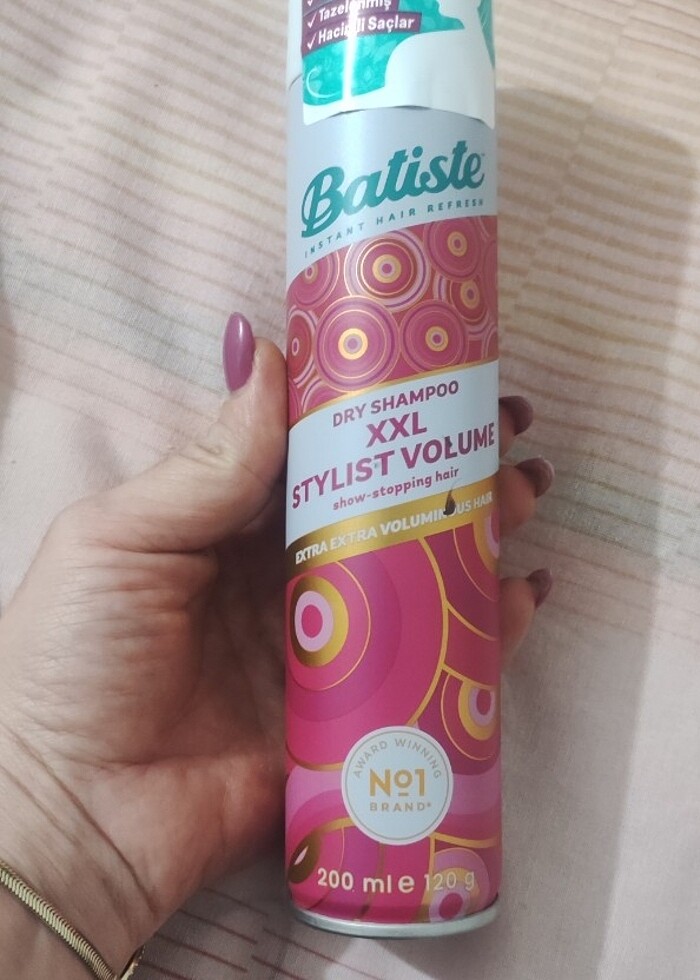 ✓ Tazelenmiş
✓ Hacimli Saçlar
Batiste
INSTANT HAIR REFRESH
DRY SHAMPOO
XXL
STYLIST VOLUME
show-stopping hair
EXTRA EXTRA VOLUMINOUS HAIR
AWARD WINNING
Nº1
BRAND*
200 ml e 120 g